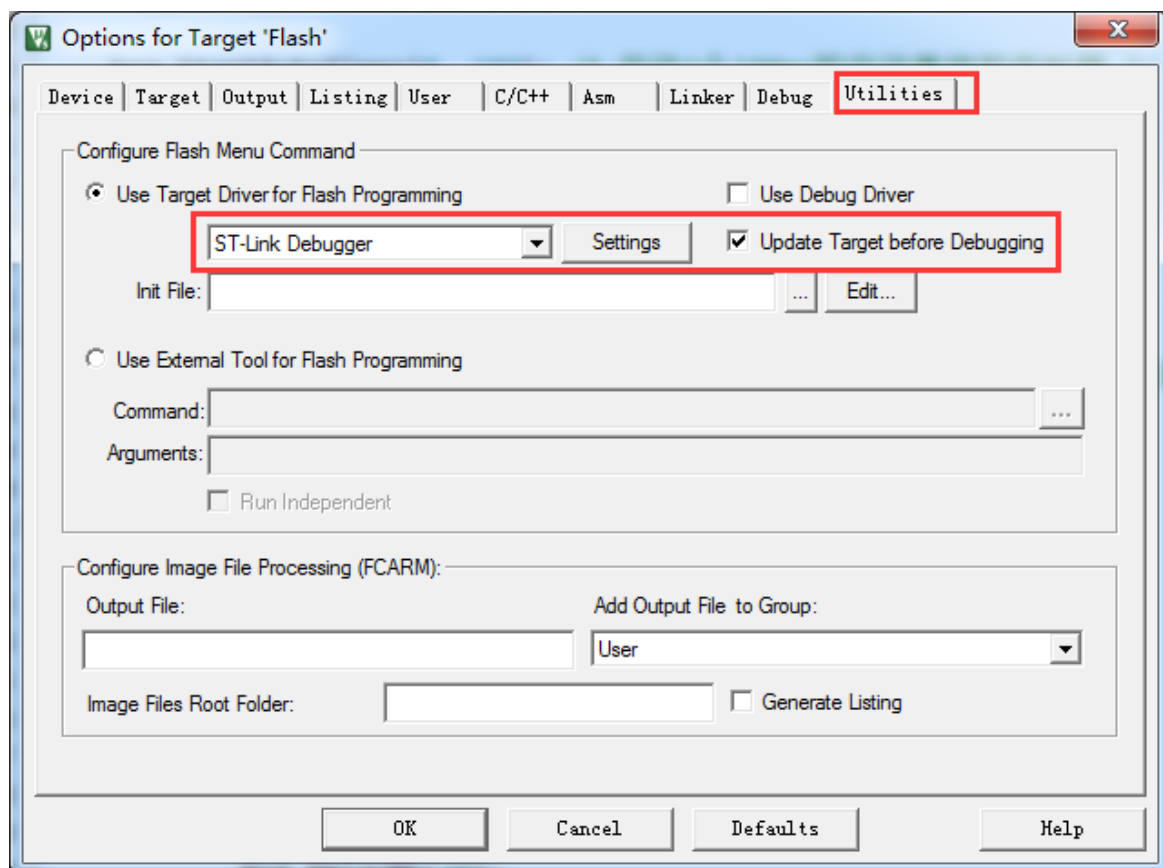 Options for Target 'Flash'
Device Target Output Listing User C/C++ Asm Linker Debug Utilities
Configure Flash Menu Command
Use Target Driver for Flash Programming Use Debug Driver
ST-Link Debugger Settings Update Target before Debugging
Init File: ... Edit...
Use External Tool for Flash Programming
Command: ...
Arguments:
Run Independent
Configure Image File Processing (FCARM):
Output File: Add Output File to Group:
User
Image Files Root Folder: Generate Listing
OK Cancel Defaults Help